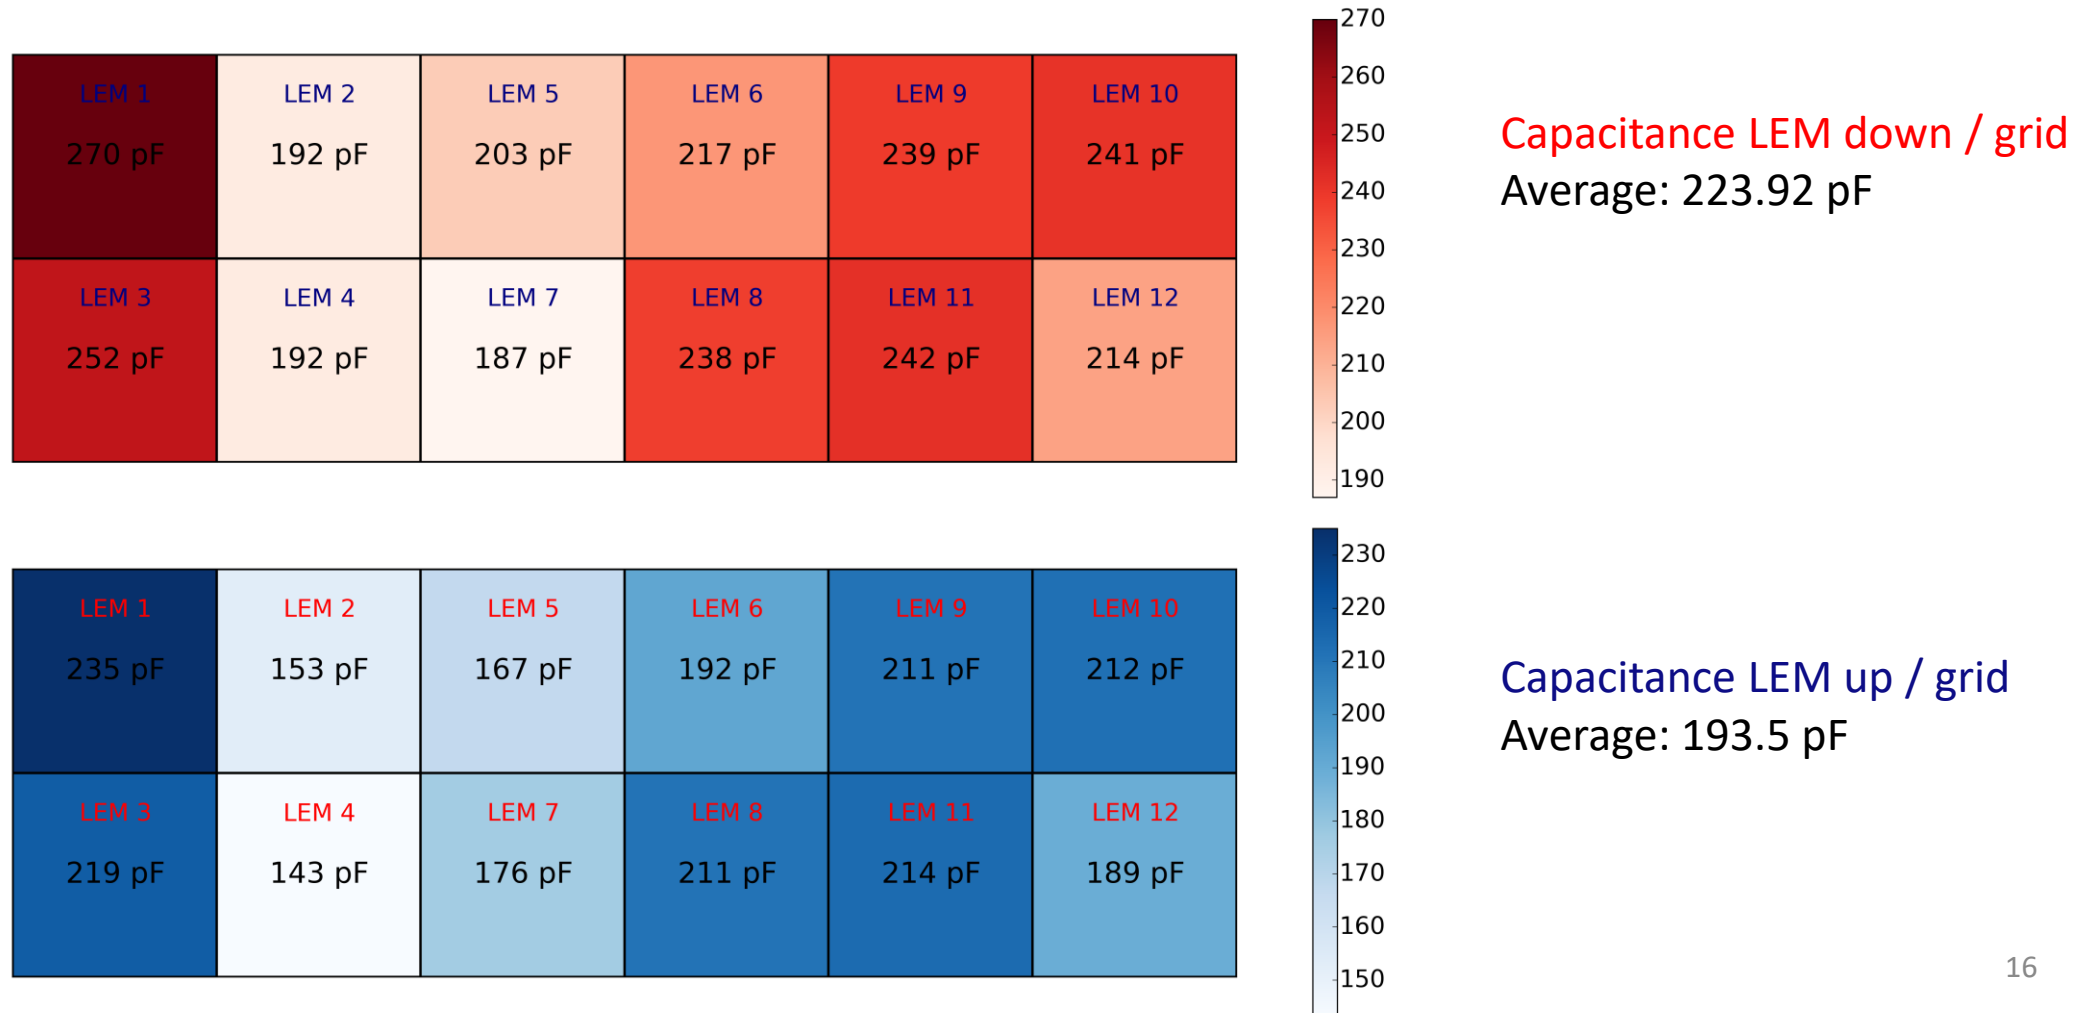 LEM 1 LEM 2 LEM 5 LEM 6 LEM 9 LEM 10
270 pF 192 pF 203 pF 217 pF 239 pF 241 pF
LEM 3 LEM 4 LEM 7 LEM 8 LEM 11 LEM 12
252 pF 192 pF 187 pF 238 pF 242 pF 214 pF
270
260
250
240
230
220
210
200
190
Capacitance LEM down / grid
Average: 223.92 pF
LEM 1 LEM 2 LEM 5 LEM 6 LEM 9 LEM 10
235 pF 153 pF 167 pF 192 pF 211 pF 212 pF
LEM 3 LEM 4 LEM 7 LEM 8 LEM 11 LEM 12
219 pF 143 pF 176 pF 211 pF 214 pF 189 pF
230
220
210
200
190
180
170
160
150
Capacitance LEM up / grid
Average: 193.5 pF
16